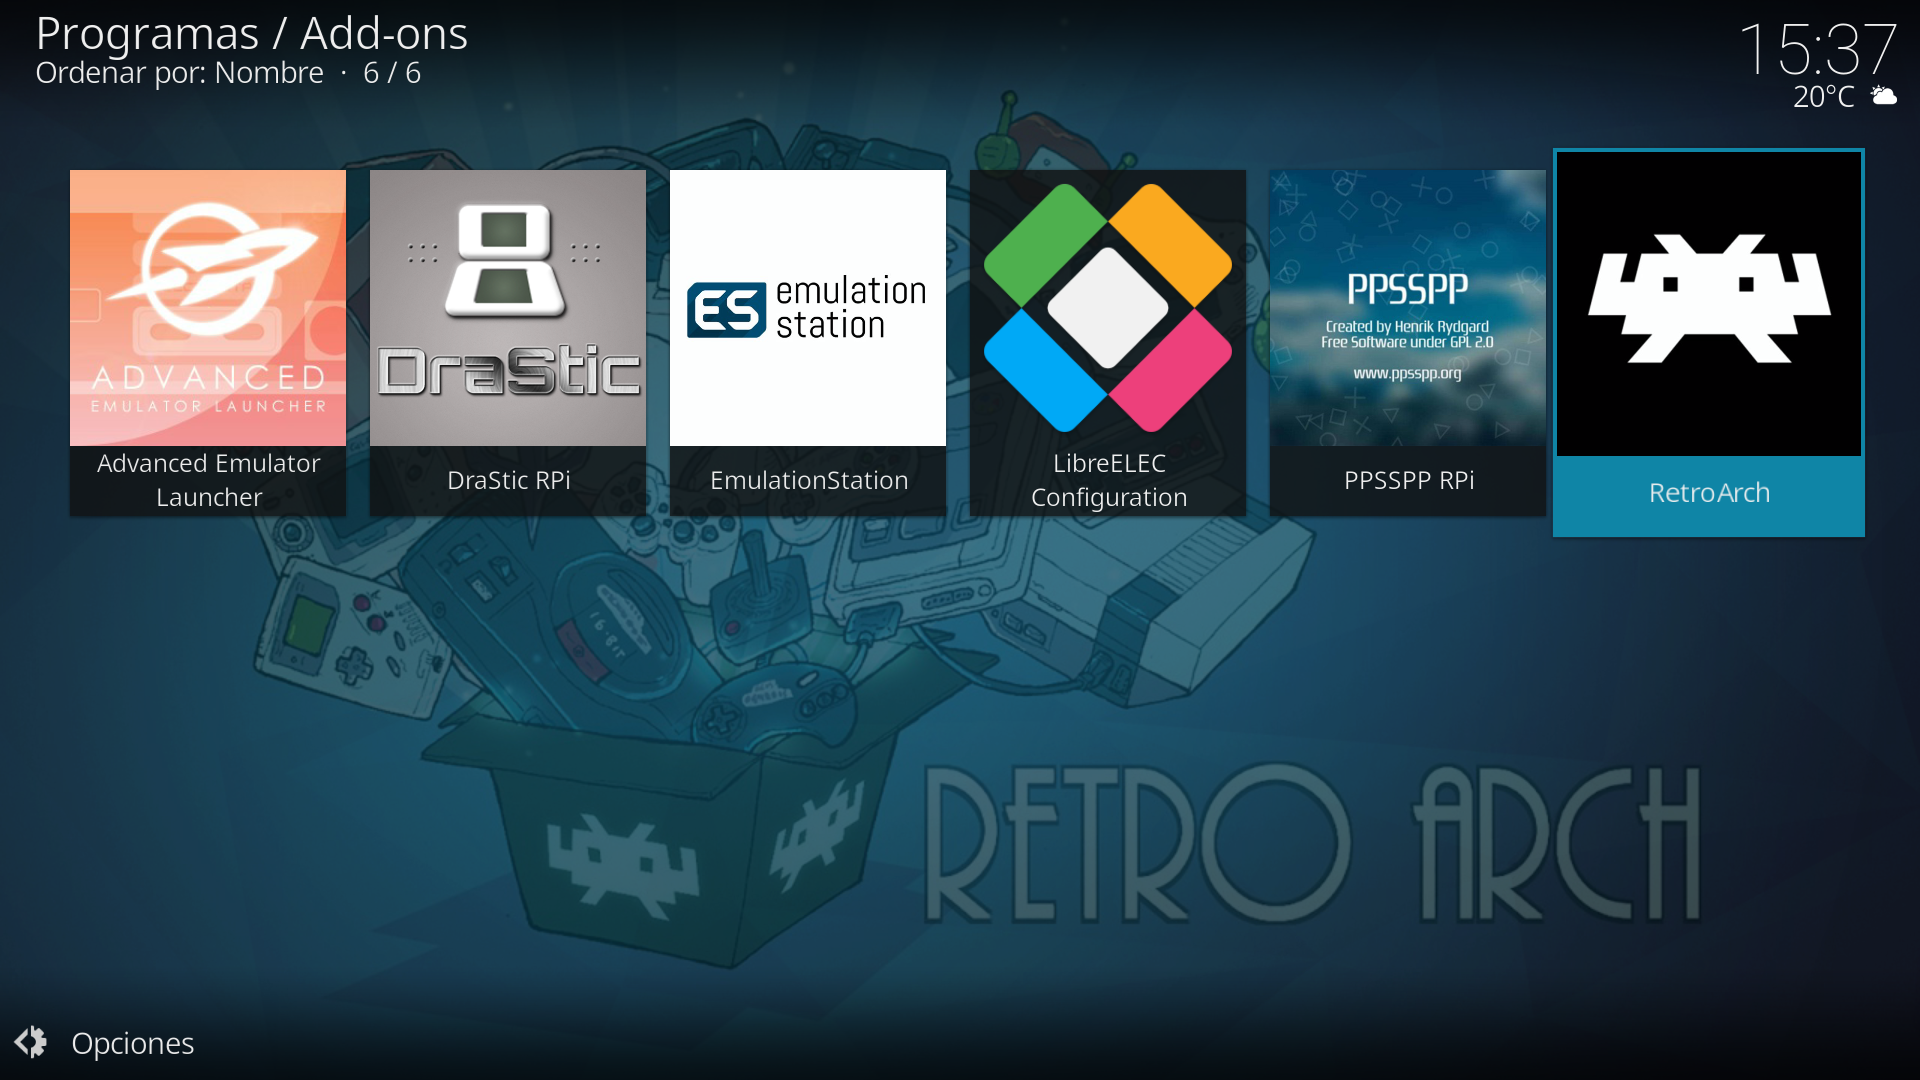 Programas / Add-ons
Ordenar por: Nombre · 6 / 6
15:37
20°C
ADVANCED
EMULATOR LAUNCHER
Advanced Emulator
Launcher
DraStic
DraStic RPi
ES emulation
station
EmulationStation
LibreELEC
Configuration
PPSSPP
Created by Henrik Rydgard
Free Software under GPL 2.0
www.ppsspp.org
PPSSPP RPi
RetroArch
16-BIT
RETRO ARCH
Opciones